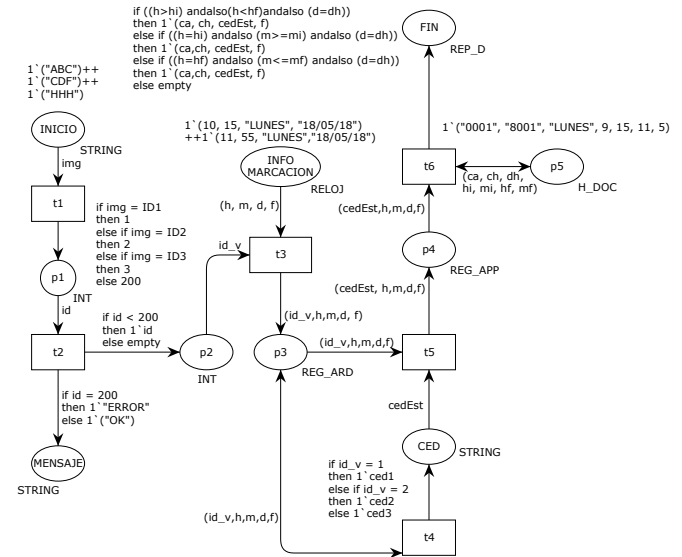 if ((h>hi) andalso(h<hf)andalso (d=dh))
then 1`(ca, ch, cedEst, f)
else if ((h=hi) andalso (m>=mi) andalso (d=dh))
then 1`(ca,ch, cedEst, f)
else if ((h=hf) andalso (m<=mf) andalso (d=dh))
then 1`(ca,ch, cedEst, f)
else empty
FIN
REP_D
1`("ABC")++
1`("CDF")++
1`("HHH")
INICIO
STRING
img
t1
if img = ID1
then 1
else if img = ID2
then 2
else if img = ID3
then 3
else 200
p1
INT
id
t2
if id < 200
then 1`id
else empty
p2
INT
if id = 200
then 1`"ERROR"
else 1`("OK")
MENSAJE
STRING
1`(10, 15, "LUNES", "18/05/18")
++1`(11, 55, "LUNES","18/05/18")
INFO
MARCACION
RELOJ
(h, m, d, f)
id_v
t3
(id_v,h,m,d, f)
p3
REG_ARD
(id_v,h,m,d,f)
t5
1`("0001", "8001", "LUNES", 9, 15, 11, 5)
t6
(ca, ch, dh,
hi, mi, hf, mf)
p5
H_DOC
(cedEst,h,m,d,f)
p4
REG_APP
(cedEst, h,m,d,f)
cedEst
CED
STRING
if id_v = 1
then 1`ced1
else if id_v = 2
then 1`ced2
else 1`ced3
(id_v,h,m,d,f)
t4